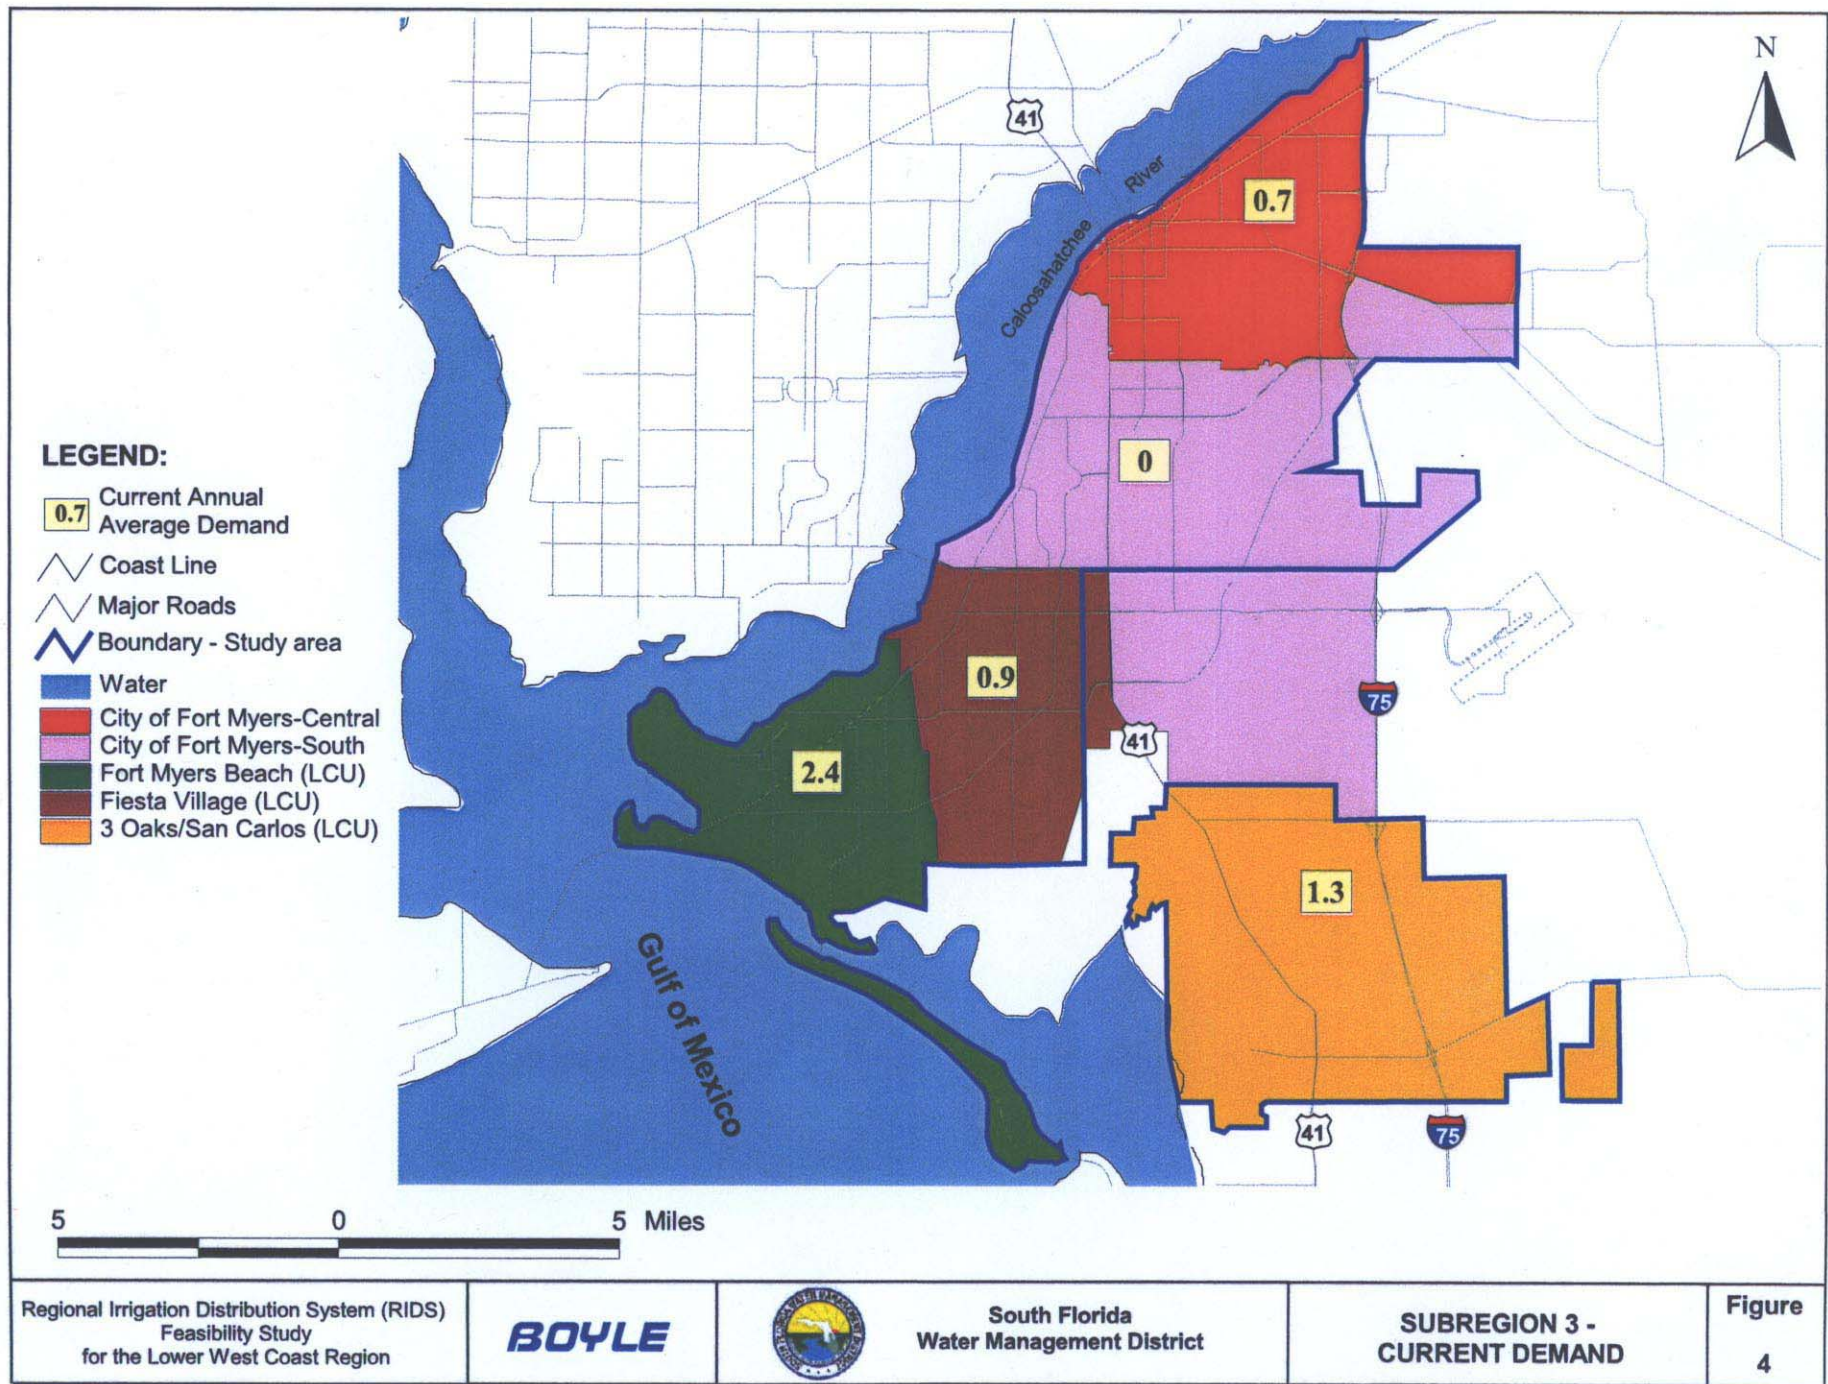 N
41
River
Caloosahatchee
0.7
0
0.9
2.4
1.3
75
41
41
75
Gulf of Mexico
LEGEND:
0.7 Current Annual
Average Demand
Coast Line
Major Roads
Boundary - Study area
Water
City of Fort Myers-Central
City of Fort Myers-South
Fort Myers Beach (LCU)
Fiesta Village (LCU)
3 Oaks/San Carlos (LCU)
5 0 5 Miles
Regional Irrigation Distribution System (RIDS)
Feasibility Study
for the Lower West Coast Region
BOYLE
South Florida
Water Management District
SUBREGION 3 -
CURRENT DEMAND
Figure
4